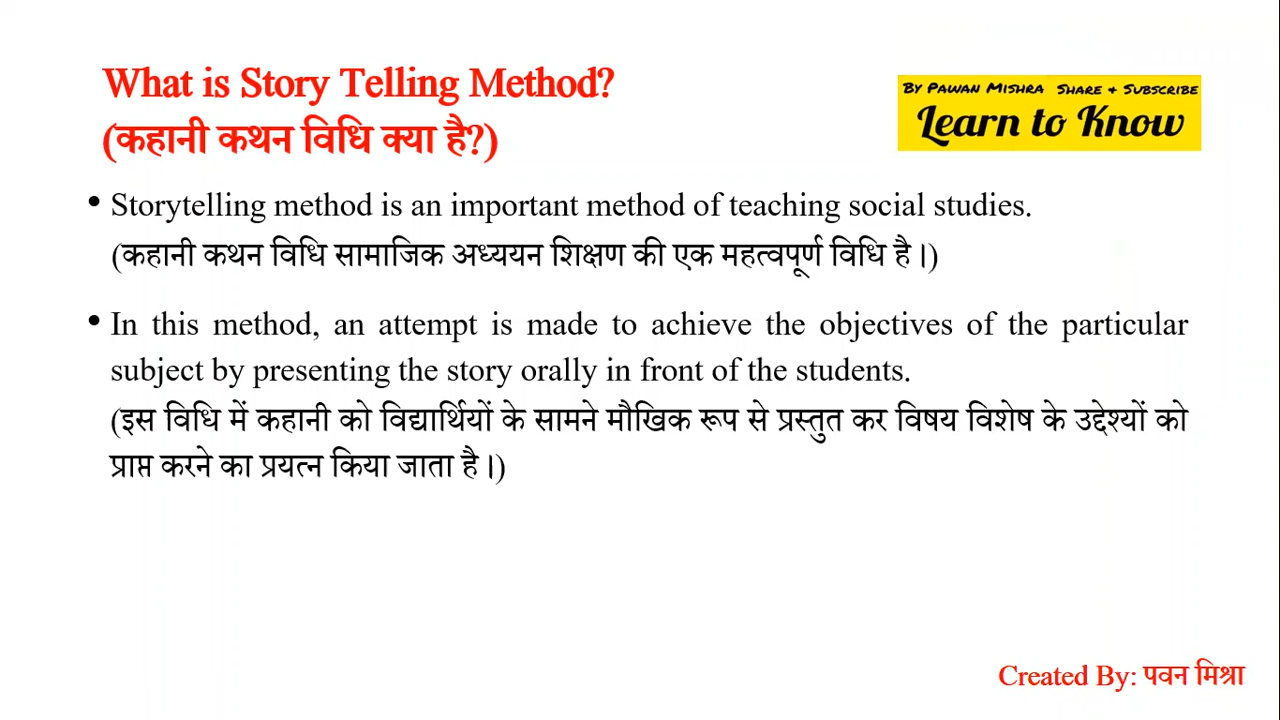 What is Story Telling Method?
(कहानी कथन विधि क्या है?)
By Pawan Mishra Share + Subscribe
Learn to Know
• Storytelling method is an important method of teaching social studies.
(कहानी कथन विधि सामाजिक अध्ययन शिक्षण की एक महत्वपूर्ण विधि है।)
• In this method, an attempt is made to achieve the objectives of the particular
subject by presenting the story orally in front of the students.
(इस विधि में कहानी को विद्यार्थियों के सामने मौखिक रूप से प्रस्तुत कर विषय विशेष के उद्देश्यों को
प्राप्त करने का प्रयत्न किया जाता है।)
Created By: पवन मिश्रा